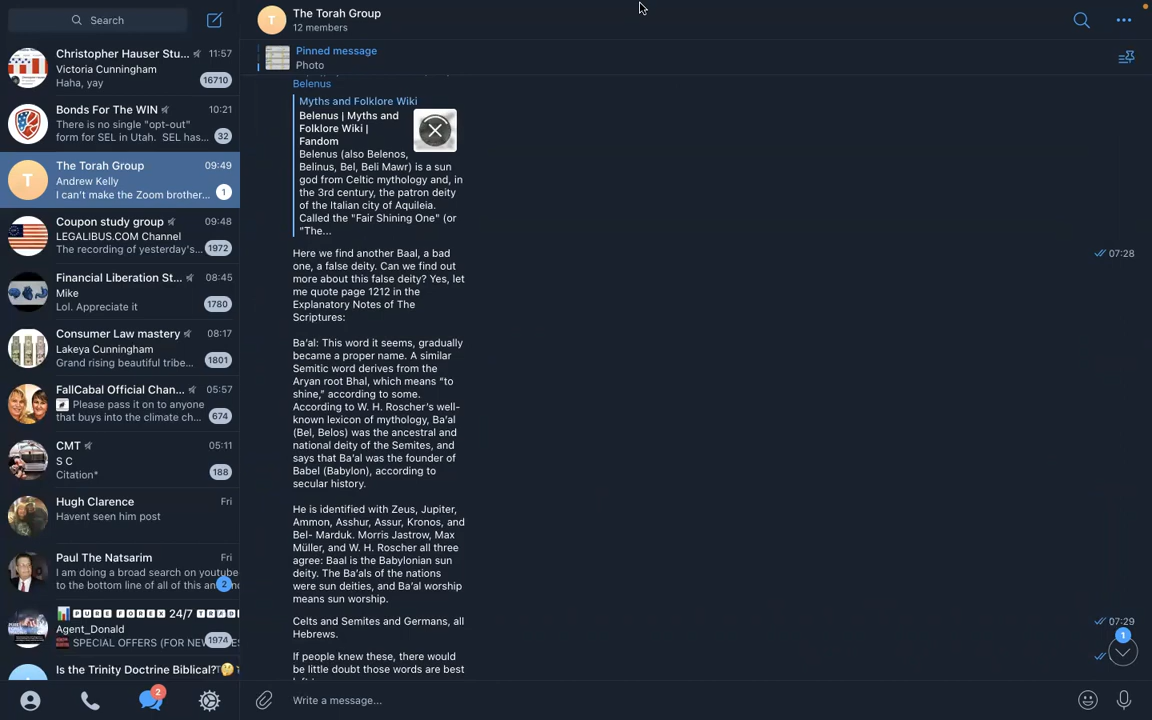 Search
Christopher Hauser Stu... 11:57
Victoria Cunningham
Haha, yay 16710
Bonds For The WIN 10:21
There is no single "opt-out"
form for SEL in Utah. SEL has... 32
The Torah Group 09:49
Andrew Kelly
I can't make the Zoom brother... 1
Coupon study group 09:48
LEGALIBUS.COM Channel
The recording of yesterday's... 1972
Financial Liberation St... 08:45
Mike
Lol. Appreciate it 1780
Consumer Law mastery 08:17
Lakeya Cunningham
Grand rising beautiful tribe... 1801
FallCabal Official Chan... 05:57
Please pass it on to anyone
that buys into the climate ch... 674
CMT 05:11
S C
Citation* 188
Hugh Clarence Fri
Havent seen him post
Paul The Natsarim Fri
I am doing a broad search on youtube
to the bottom line of all of this an 2
PURE FOREX 24/7 TRAD
Agent_Donald
SPECIAL OFFERS (FOR NEW 1974
Is the Trinity Doctrine Biblical?
2
T The Torah Group
12 members
Pinned message
Photo
Belenus
Myths and Folklore Wiki
Belenus | Myths and
Folklore Wiki |
Fandom
Belenus (also Belenos,
Belinus, Bel, Beli Mawr) is a sun
god from Celtic mythology and, in
the 3rd century, the patron deity
of the Italian city of Aquileia.
Called the "Fair Shining One" (or
"The...
Here we find another Baal, a bad 07:28
one, a false deity. Can we find out
more about this false deity? Yes, let
me quote page 1212 in the
Explanatory Notes of The
Scriptures:
Ba'al: This word it seems, gradually
became a proper name. A similar
Semitic word derives from the
Aryan root Bhal, which means "to
shine," according to some.
According to W. H. Roscher's well-
known lexicon of mythology, Ba'al
(Bel, Belos) was the ancestral and
national deity of the Semites, and
says that Ba'al was the founder of
Babel (Babylon), according to
secular history.
He is identified with Zeus, Jupiter,
Ammon, Asshur, Assur, Kronos, and
Bel- Marduk. Morris Jastrow, Max
Müller, and W. H. Roscher all three
agree: Baal is the Babylonian sun
deity. The Ba'als of the nations
were sun deities, and Ba'al worship
means sun worship.
Celts and Semites and Germans, all 07:29
Hebrews.
1
If people knew these, there would
be little doubt those words are best
Write a message...